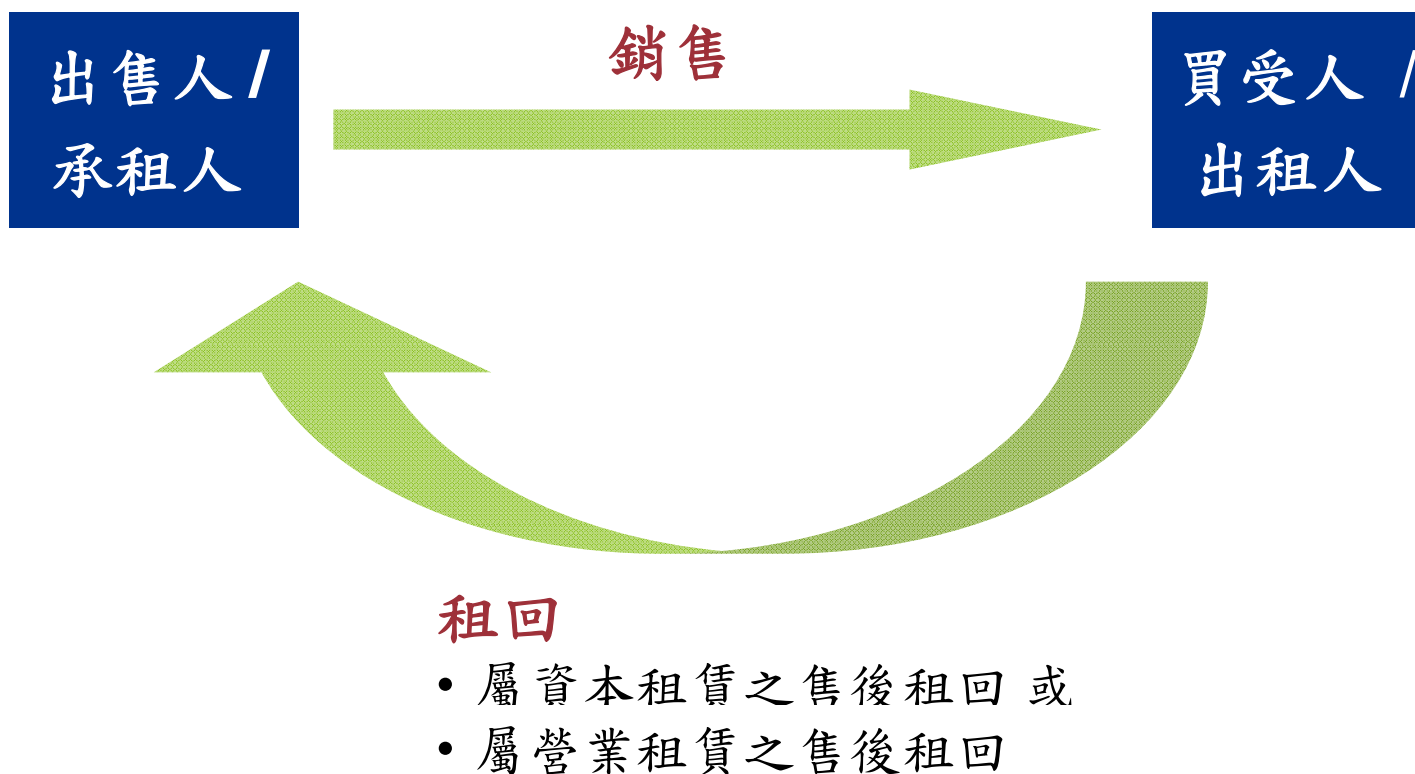 出售人/
承租人
銷售
買受人 /
出租人
租回
• 屬資本租賃之售後租回 或
• 屬營業租賃之售後租回